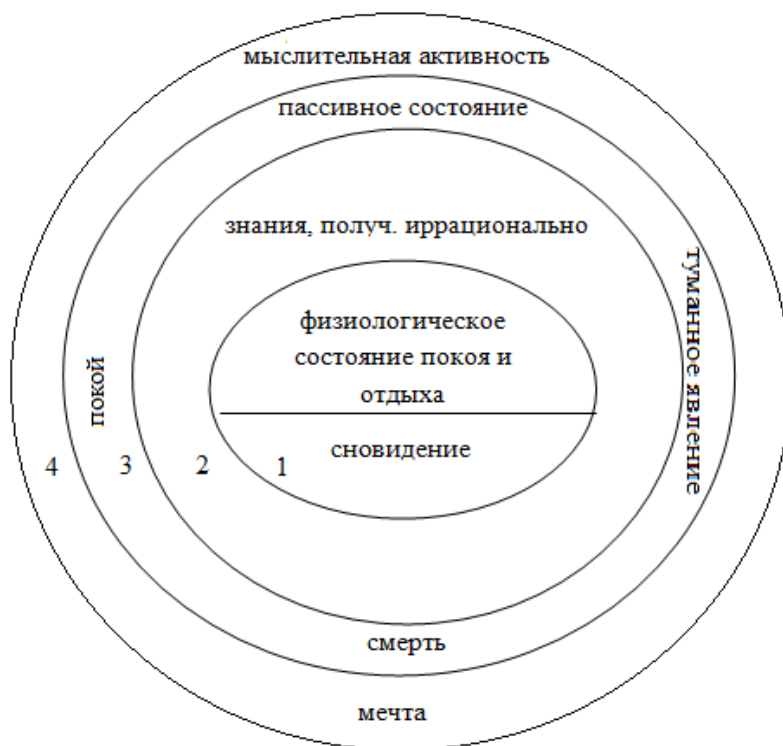 мыслительная активность
пассивное состояние
знания, получ. иррационально
туманное явление
физиологическое
состояние покоя и
отдыха
покой
сновидение
4
3
2
1
смерть
мечта